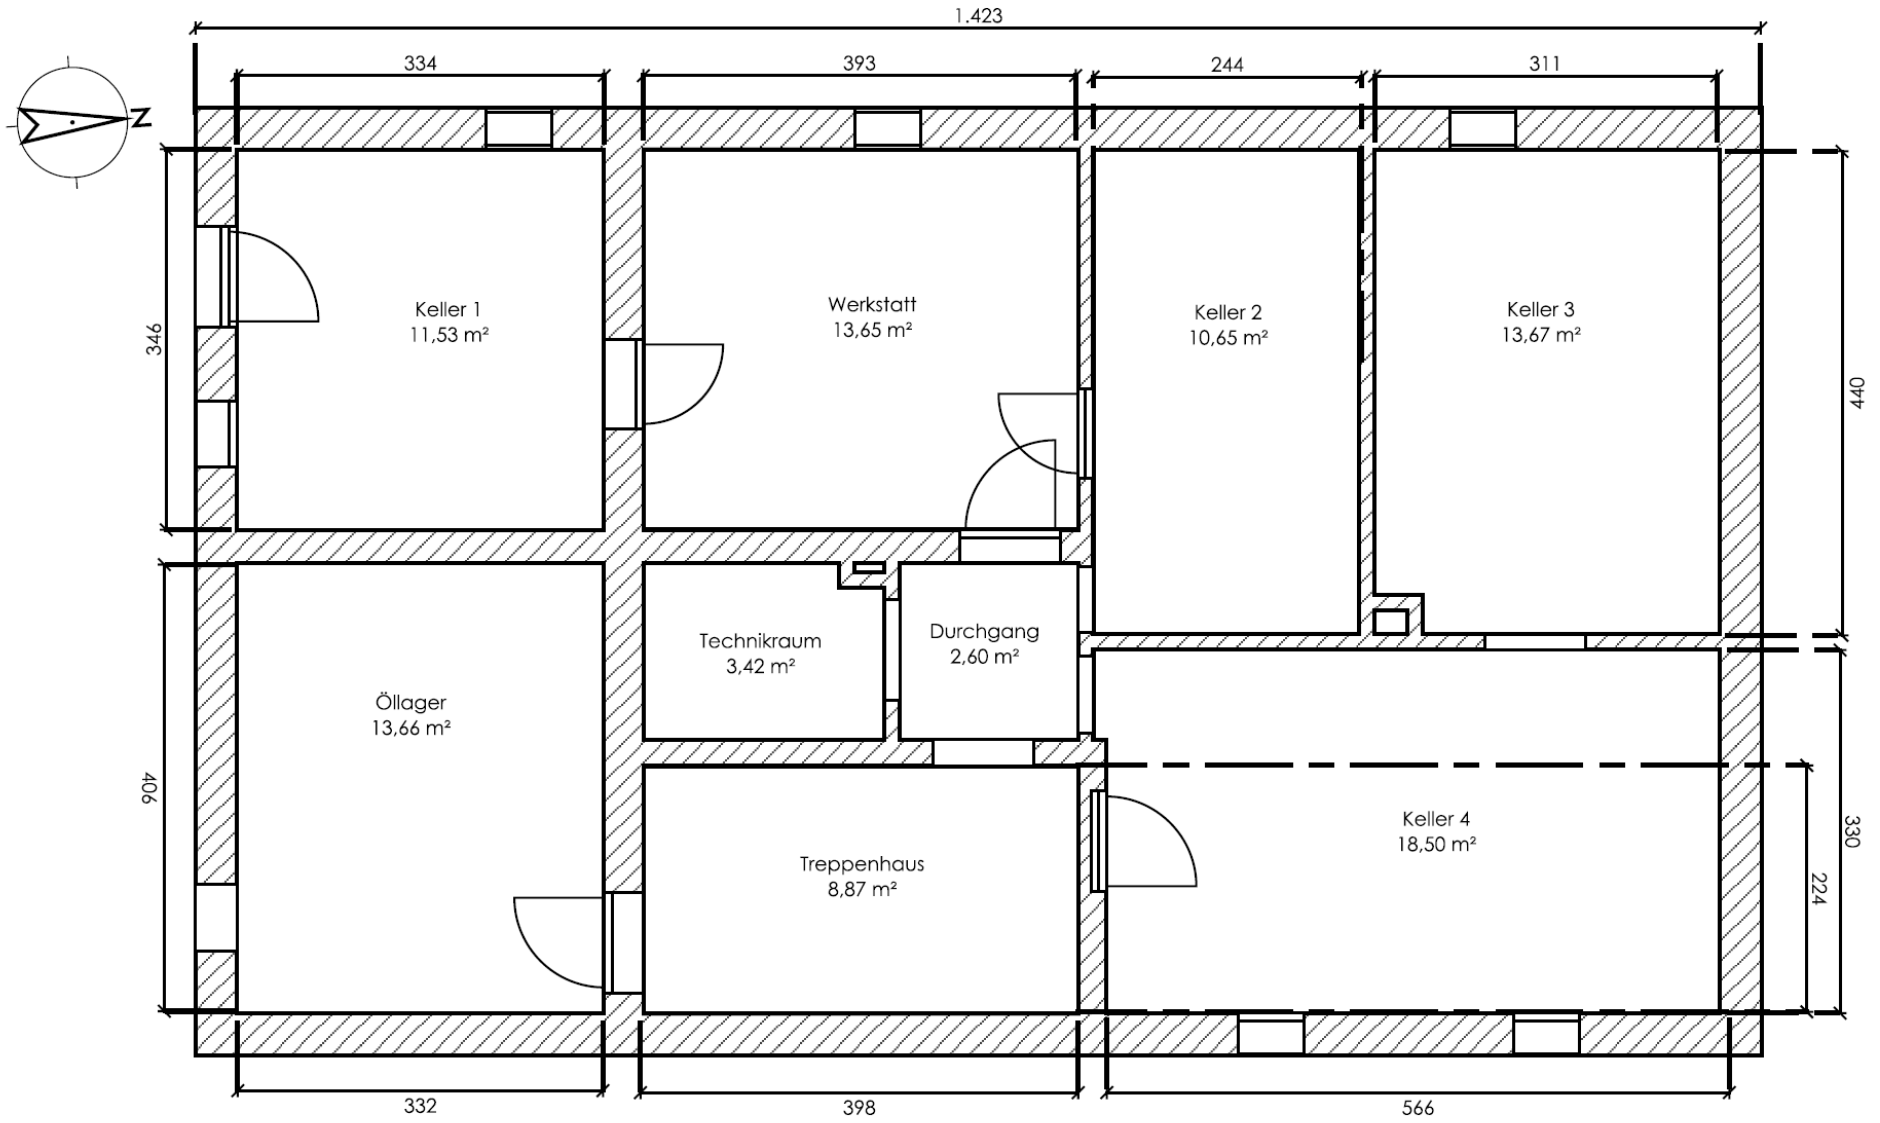 1.423
334
393
244
311
N
346
Keller 1
11,53 m²
Werkstatt
13,65 m²
Keller 2
10,65 m²
Keller 3
13,67 m²
440
Technikraum
3,42 m²
Durchgang
2,60 m²
Öllager
13,66 m²
406
Treppenhaus
8,87 m²
Keller 4
18,50 m²
330
224
332
398
566